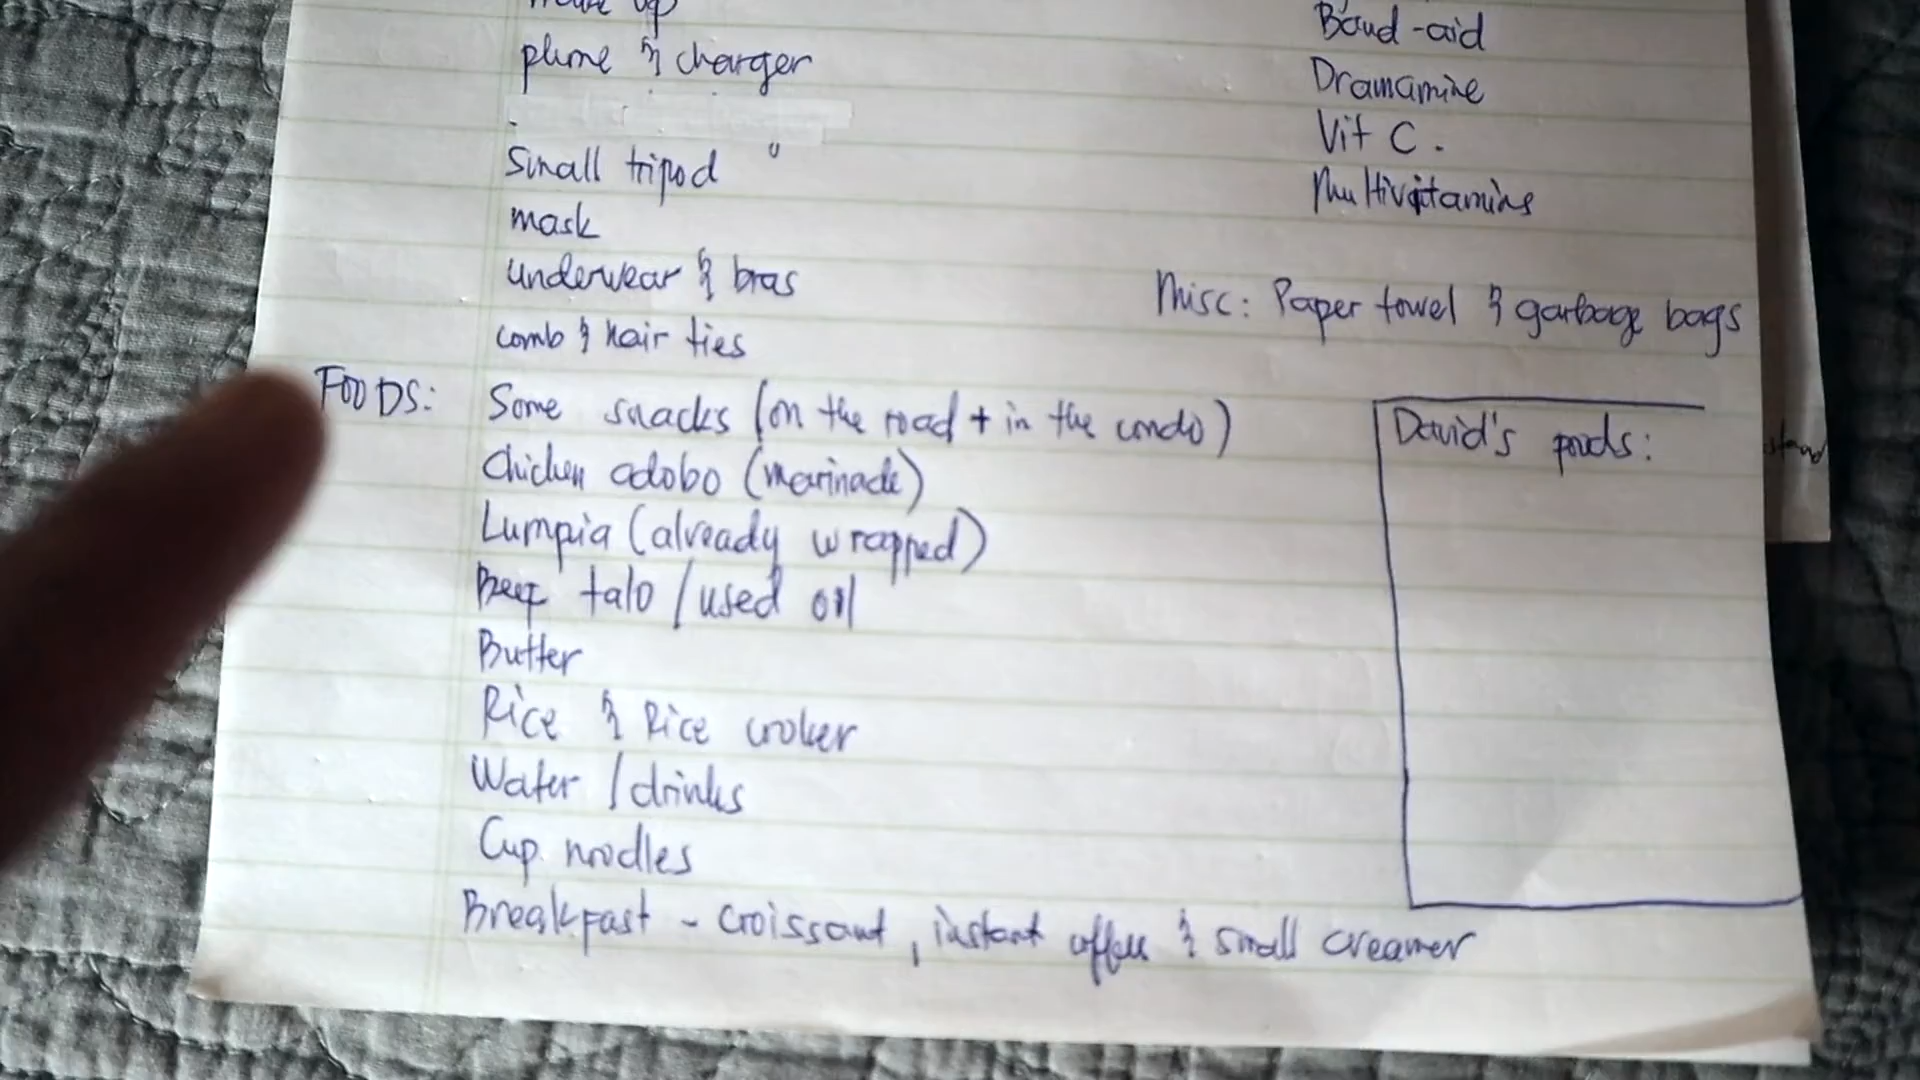 make up
phone & charger
small tripod
mask
underwear & bras
comb & hair ties
FOODS: Some snacks (on the road + in the condo)
Chicken adobo (marinade)
Lumpia (already wrapped)
Beef talo / used oil
Butter
Rice & Rice cooker
Water / drinks
Cup noodles
Breakfast - croissant, instant coffee & small creamer
Band-aid
Dramamine
Vit C.
Multivitamins
Misc: Paper towel & garbage bags
David's foods: